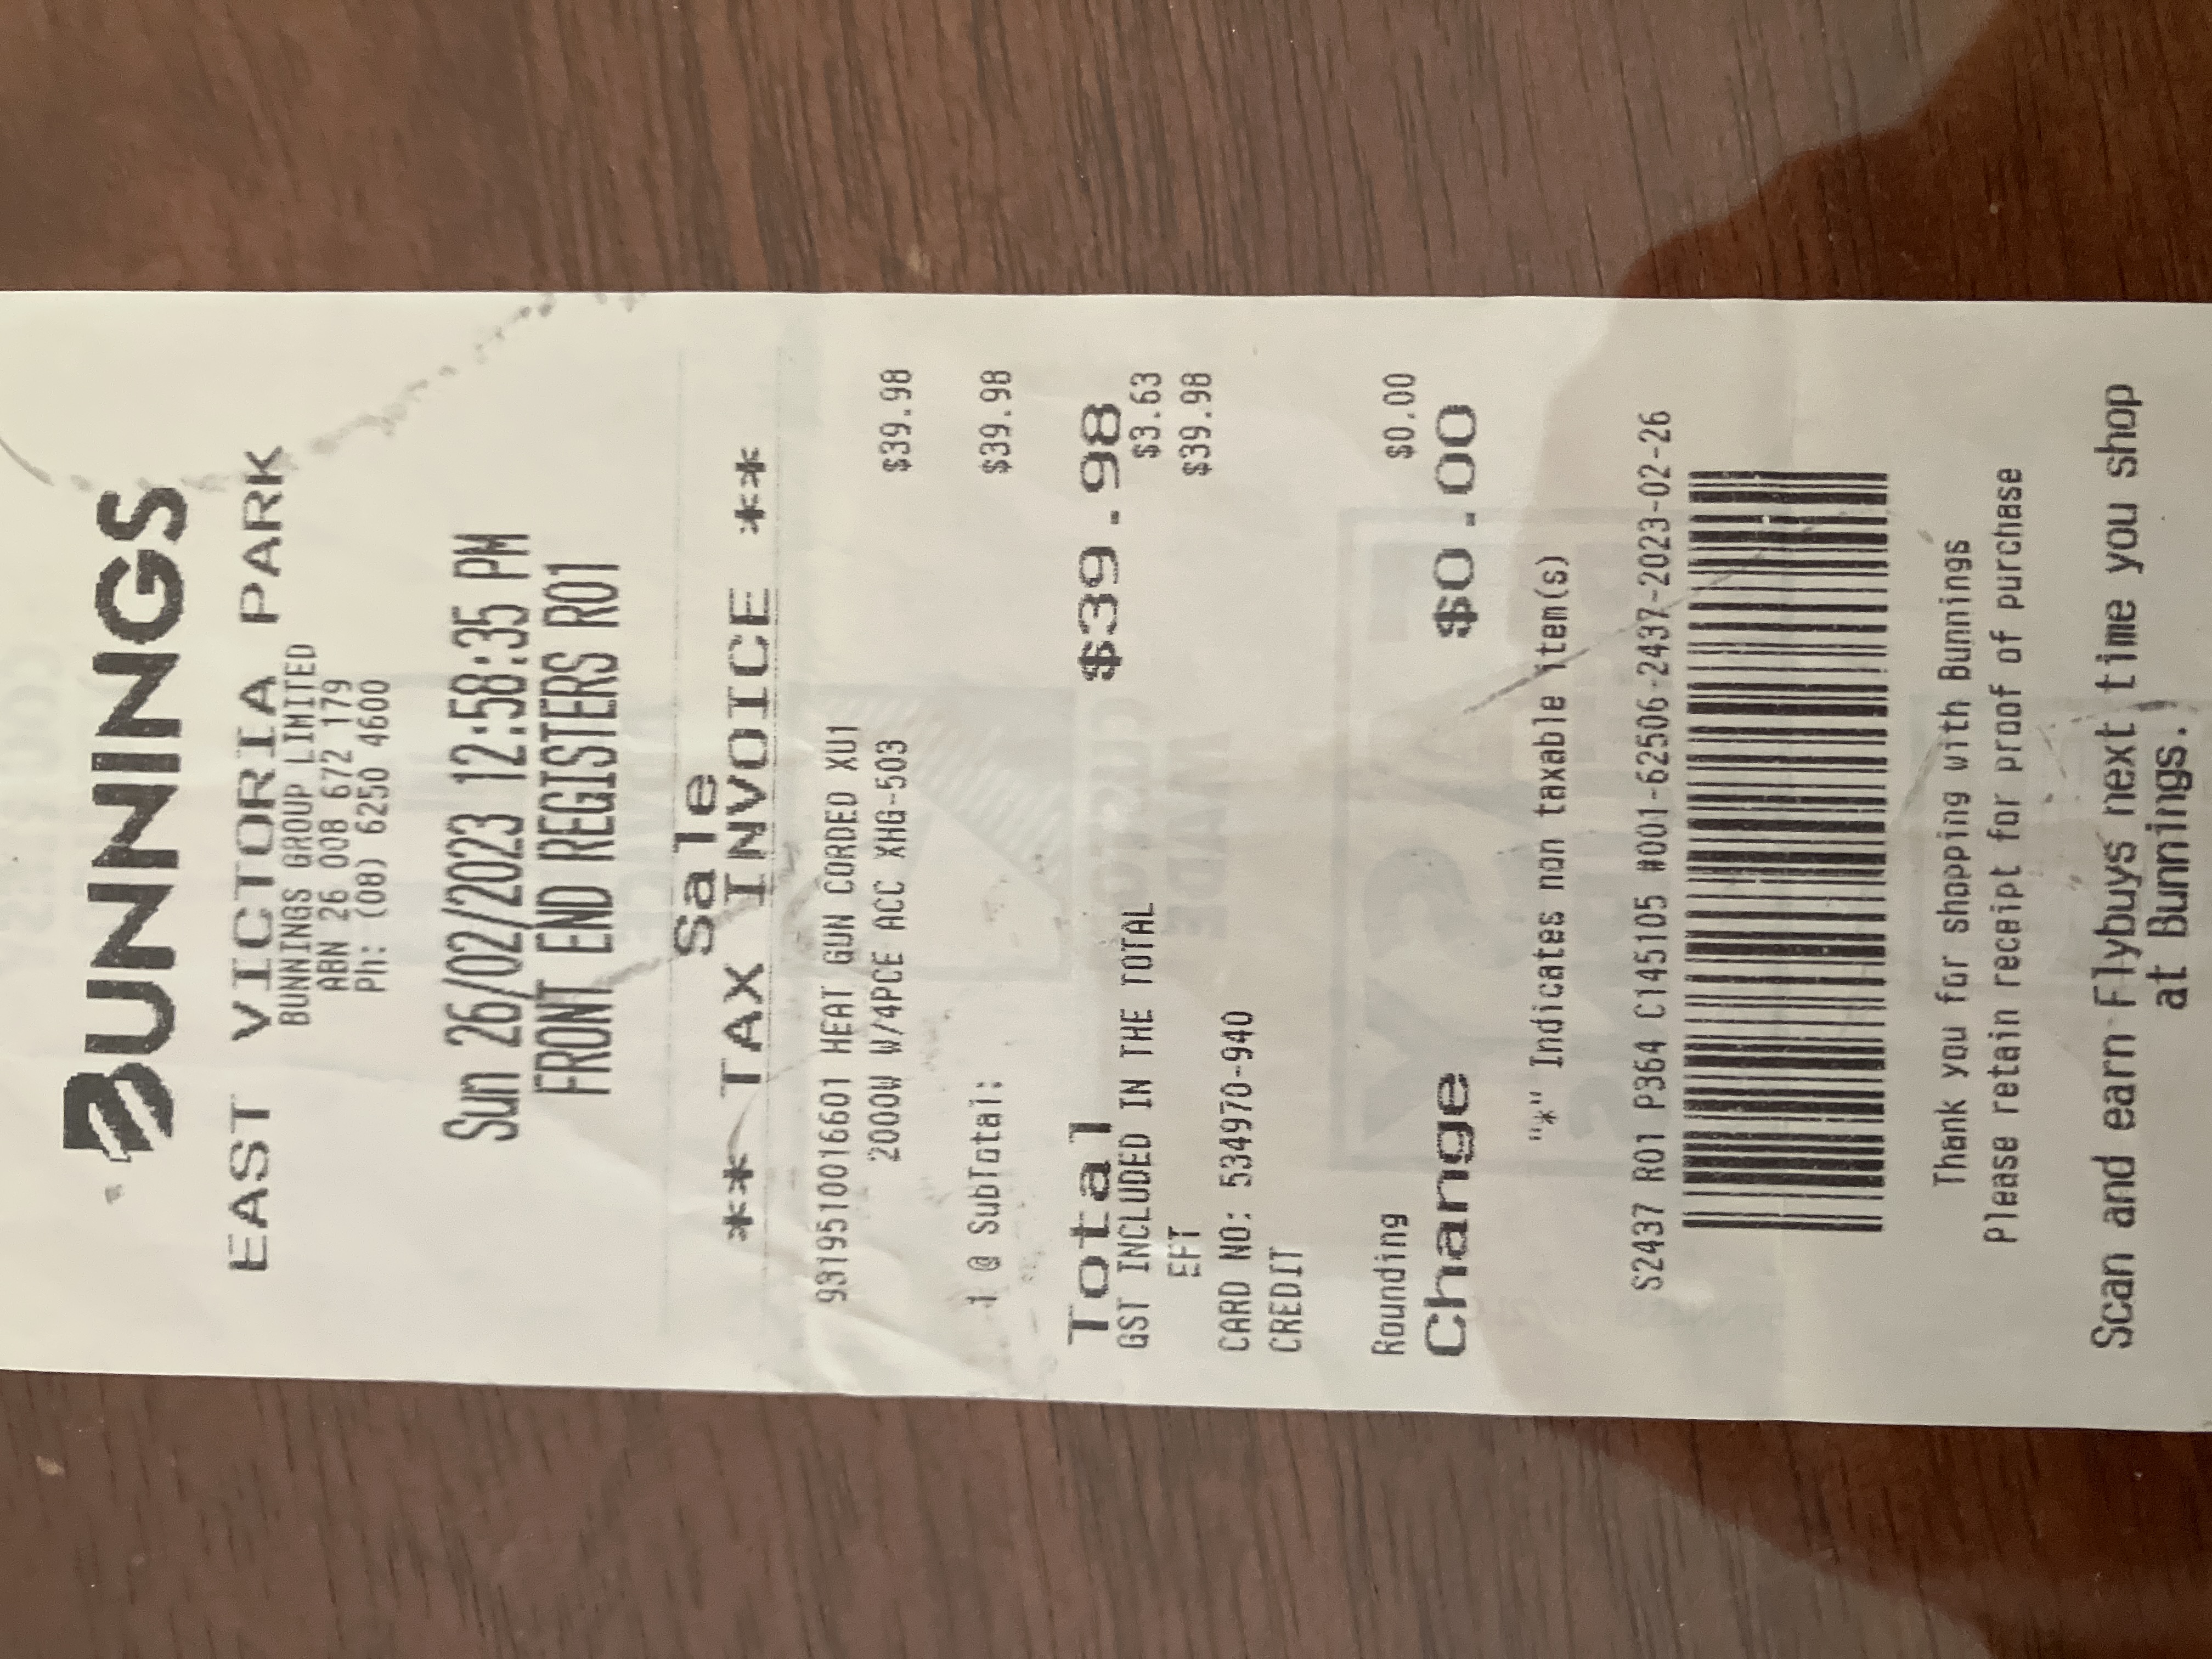 BUNNINGS
EAST VICTORIA PARK
BUNNINGS GROUP LIMITED
ABN 26 008 672 179
Ph: (08) 6250 4600
Sun 26/02/2023 12:58:35 PM
FRONT END REGISTERS R01
Sale
** TAX INVOICE **
9319510016601 HEAT GUN CORDED XU1
2000W W/4PCE ACC XHG-503 $39.98
1 @ SubTotal: $39.98
Total $39.98
GST INCLUDED IN THE TOTAL $3.63
EFT $39.98
CARD NO: 534970-940
CREDIT
Rounding $0.00
Change $0.00
"*" Indicates non taxable item(s)
S2437 R01 P364 C145105 #001-62506-2437-2023-02-26
Thank you for shopping with Bunnings
Please retain receipt for proof of purchase
Scan and earn Flybuys next time you shop
at Bunnings.